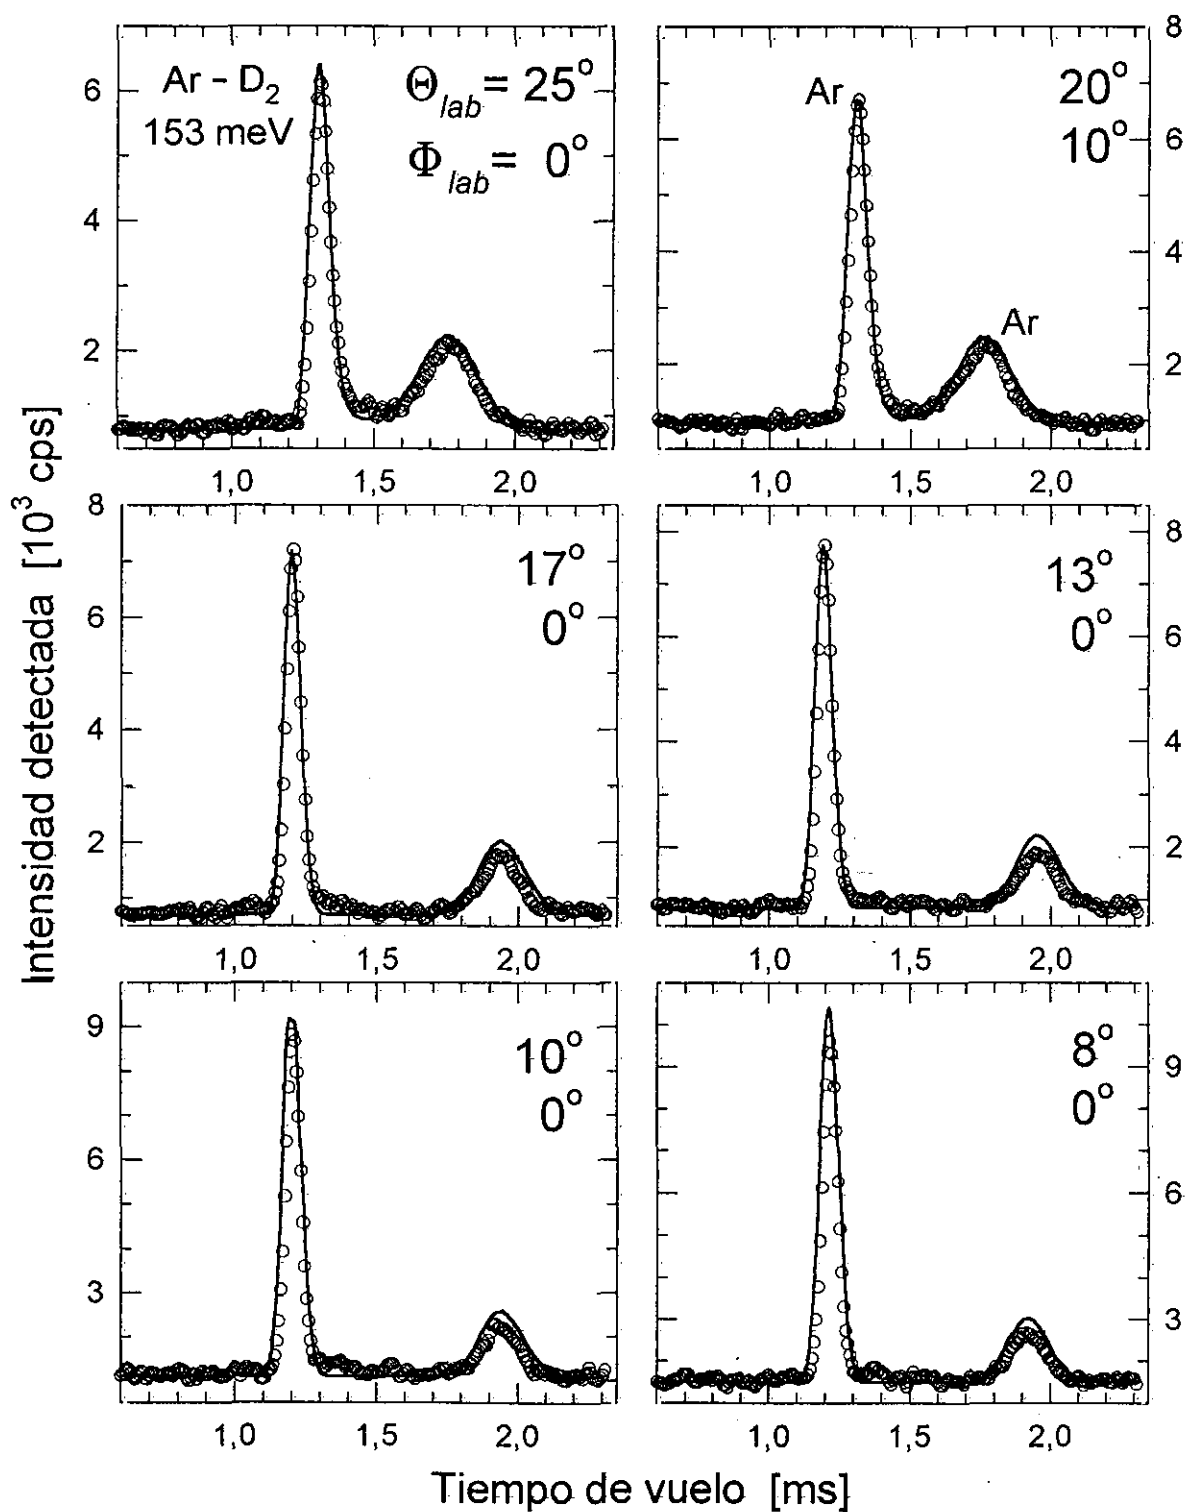 Intensidad detectada [10³ cps]
Ar - D₂
153 meV
Θlab = 25°
Φlab = 0°
6
4
2
1,0 1,5 2,0
Ar
Ar
20°
10°
8
6
4
2
1,0 1,5 2,0
17°
0°
8
6
4
2
1,0 1,5 2,0
13°
0°
8
6
4
2
1,0 1,5 2,0
10°
0°
9
6
3
1,0 1,5 2,0
8°
0°
9
6
3
1,0 1,5 2,0
Tiempo de vuelo [ms]